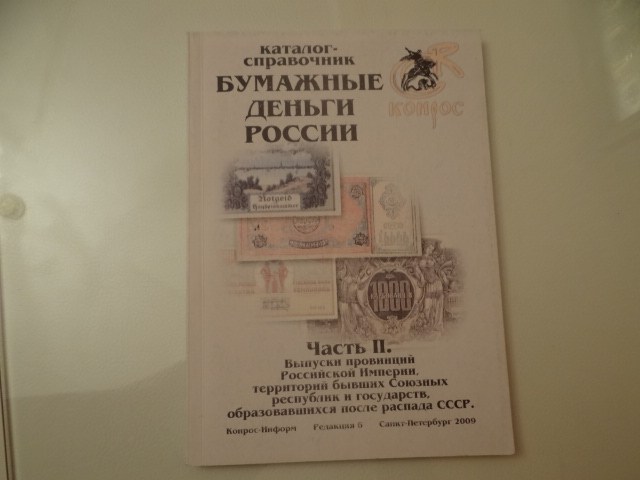 КАТАЛОГ-
СПРАВОЧНИК
БУМАЖНЫЕ
ДЕНЬГИ
РОССИИ
КОНРОС
Notgeld
1000
Часть II.
Выпуски провинций
Российской Империи,
территорий бывших Союзных
республик и государств,
образовавшихся после распада СССР.
Конрос-Информ Редакция 6 Санкт-Петербург 2009